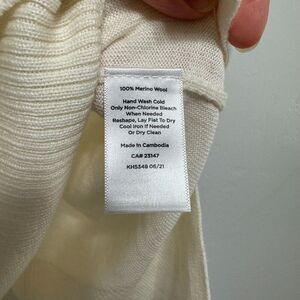 100% Merino Wool
Hand Wash Cold
Only Non-Chlorine Bleach
When Needed
Reshape, Lay Flat To Dry
Cool Iron If Needed
Or Dry Clean
Made In Cambodia
CA# 23147
KH5348 06/21